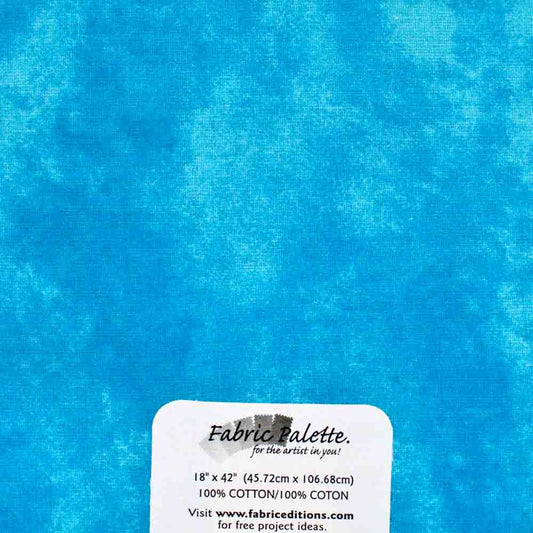 Fabric Palette.
for the artist in you!
18" x 42" (45.72cm x 106.68cm)
100% COTTON/100% COTON
Visit www.fabriceditions.com
for free project ideas.